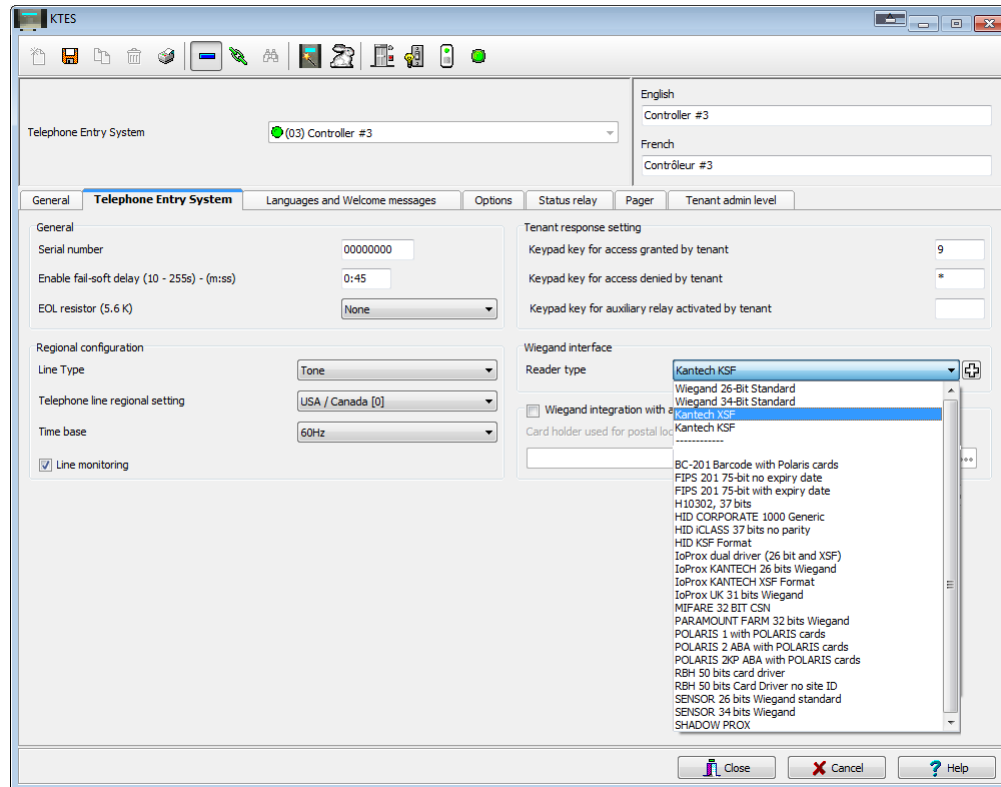 KTES
English
Controller #3
Telephone Entry System
(03) Controller #3
French
Contrôleur #3
General
Telephone Entry System
Languages and Welcome messages
Options
Status relay
Pager
Tenant admin level
General
Serial number
00000000
Enable fail-soft delay (10 - 255s) - (m:ss)
0:45
EOL resistor (5.6 K)
None
Tenant response setting
Keypad key for access granted by tenant
9
Keypad key for access denied by tenant
*
Keypad key for auxiliary relay activated by tenant
Regional configuration
Line Type
Tone
Telephone line regional setting
USA / Canada [0]
Time base
60Hz
Line monitoring
Wiegand interface
Reader type
Kantech KSF
Wiegand integration with
Card holder used for postal
Wiegand 26-Bit Standard
Wiegand 34-Bit Standard
Kantech XSF
Kantech KSF
------------
BC-201 Barcode with Polaris cards
FIPS 201 75-bit no expiry date
FIPS 201 75-bit with expiry date
H10302, 37 bits
HID CORPORATE 1000 Generic
HID iCLASS 37 bits no parity
HID KSF Format
IoProx dual driver (26 bit and XSF)
IoProx KANTECH 26 bits Wiegand
IoProx KANTECH XSF Format
IoProx UK 31 bits Wiegand
MIFARE 32 BIT CSN
PARAMOUNT FARM 32 bits Wiegand
POLARIS 1 with POLARIS cards
POLARIS 2 ABA with POLARIS cards
POLARIS 2KP ABA with POLARIS cards
RBH 50 bits card driver
RBH 50 bits Card Driver no site ID
SENSOR 26 bits Wiegand standard
SENSOR 34 bits Wiegand
SHADOW PROX
Close
Cancel
Help